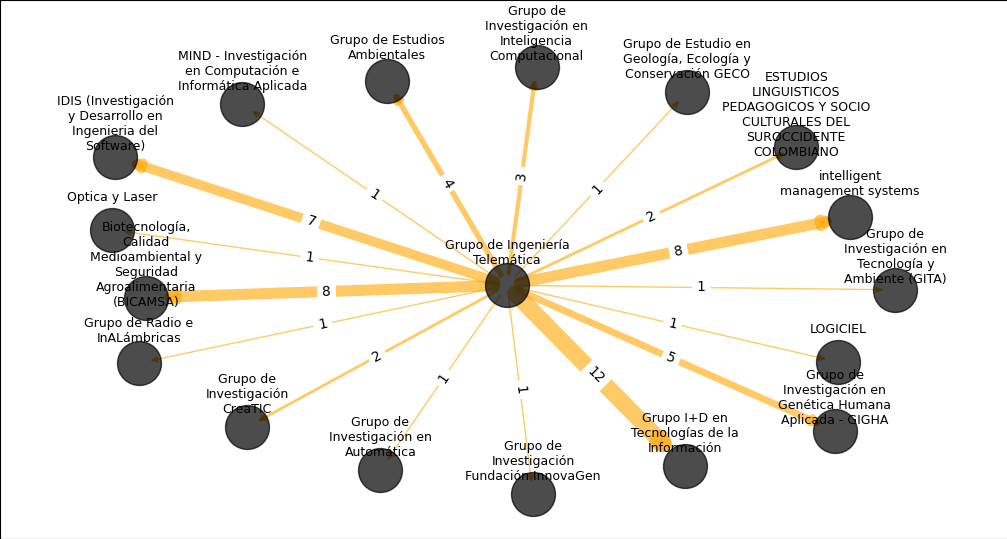 Grupo de
Investigación en
Inteligencia
Computacional
Grupo de Estudios
Ambientales
Grupo de Estudio en
Geología, Ecología y
Conservación GECO
MIND - Investigación
en Computación e
Informática Aplicada
ESTUDIOS
LINGUISTICOS
PEDAGOGICOS Y SOCIO
CULTURALES DEL
SUROCCIDENTE
COLOMBIANO
IDIS (Investigación
y Desarrollo en
Ingenieria del
Software)
intelligent
management systems
Optica y Laser
Biotecnología,
Calidad
Medioambiental y
Seguridad
Agroalimentaria
(BICAMSA)
Grupo de Ingeniería
Telemática
Grupo de
Investigación en
Tecnología y
Ambiente (GITA)
Grupo de Radio e
InALámbricas
LOGICIEL
Grupo de
Investigación
CreaTIC
Grupo de
Investigación en
Genética Humana
Aplicada - GIGHA
Grupo de
Investigación en
Automática
Grupo I+D en
Tecnologías de la
Información
Grupo de
Investigación
Fundación InnovaGen
1
4
3
1
2
7
8
1
8
1
1
1
5
2
1
1
12